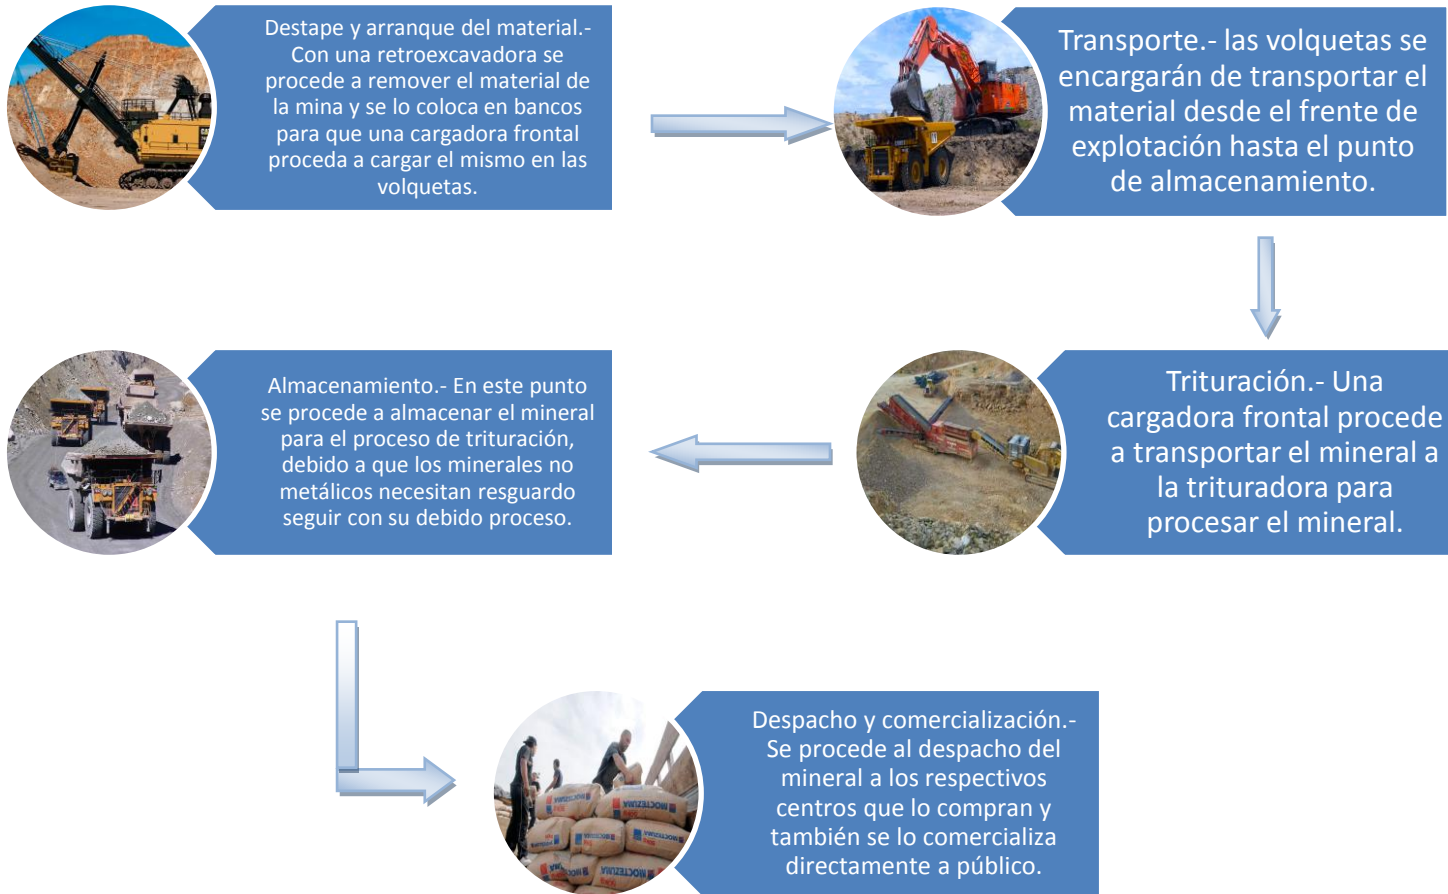 Destape y arranque del material.-
Con una retroexcavadora se
procede a remover el material de
la mina y se lo coloca en bancos
para que una cargadora frontal
proceda a cargar el mismo en las
volquetas.
Transporte.- las volquetas se
encargarán de transportar el
material desde el frente de
explotación hasta el punto
de almacenamiento.
Trituración.- Una
cargadora frontal procede
a transportar el mineral a
la trituradora para
procesar el mineral.
Almacenamiento.- En este punto
se procede a almacenar el mineral
para el proceso de trituración,
debido a que los minerales no
metálicos necesitan resguardo
seguir con su debido proceso.
Despacho y comercialización.-
Se procede al despacho del
mineral a los respectivos
centros que lo compran y
también se lo comercializa
directamente a público.
MOCTEZUMA
MOCTEZUMA
MOCTEZUMA